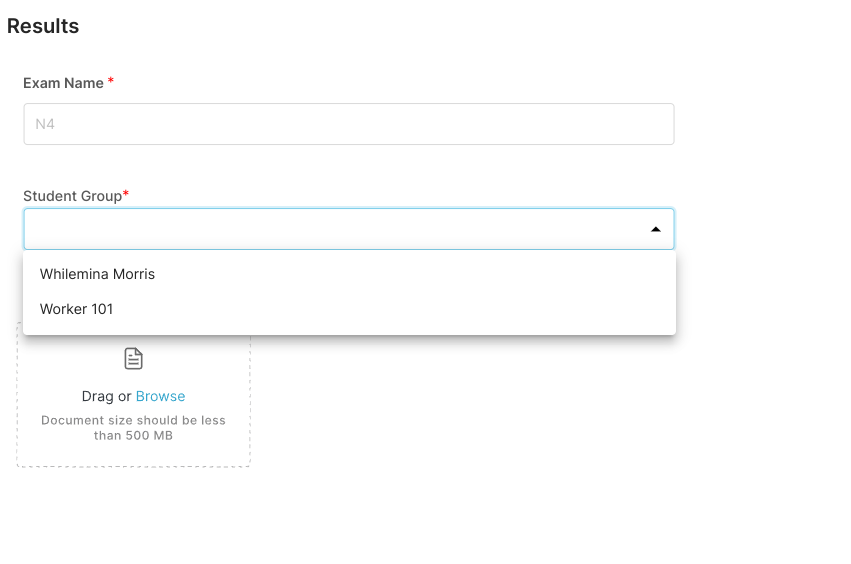 Results
Exam Name *
N4
Student Group*
Whilemina Morris
Worker 101
Drag or Browse
Document size should be less
than 500 MB